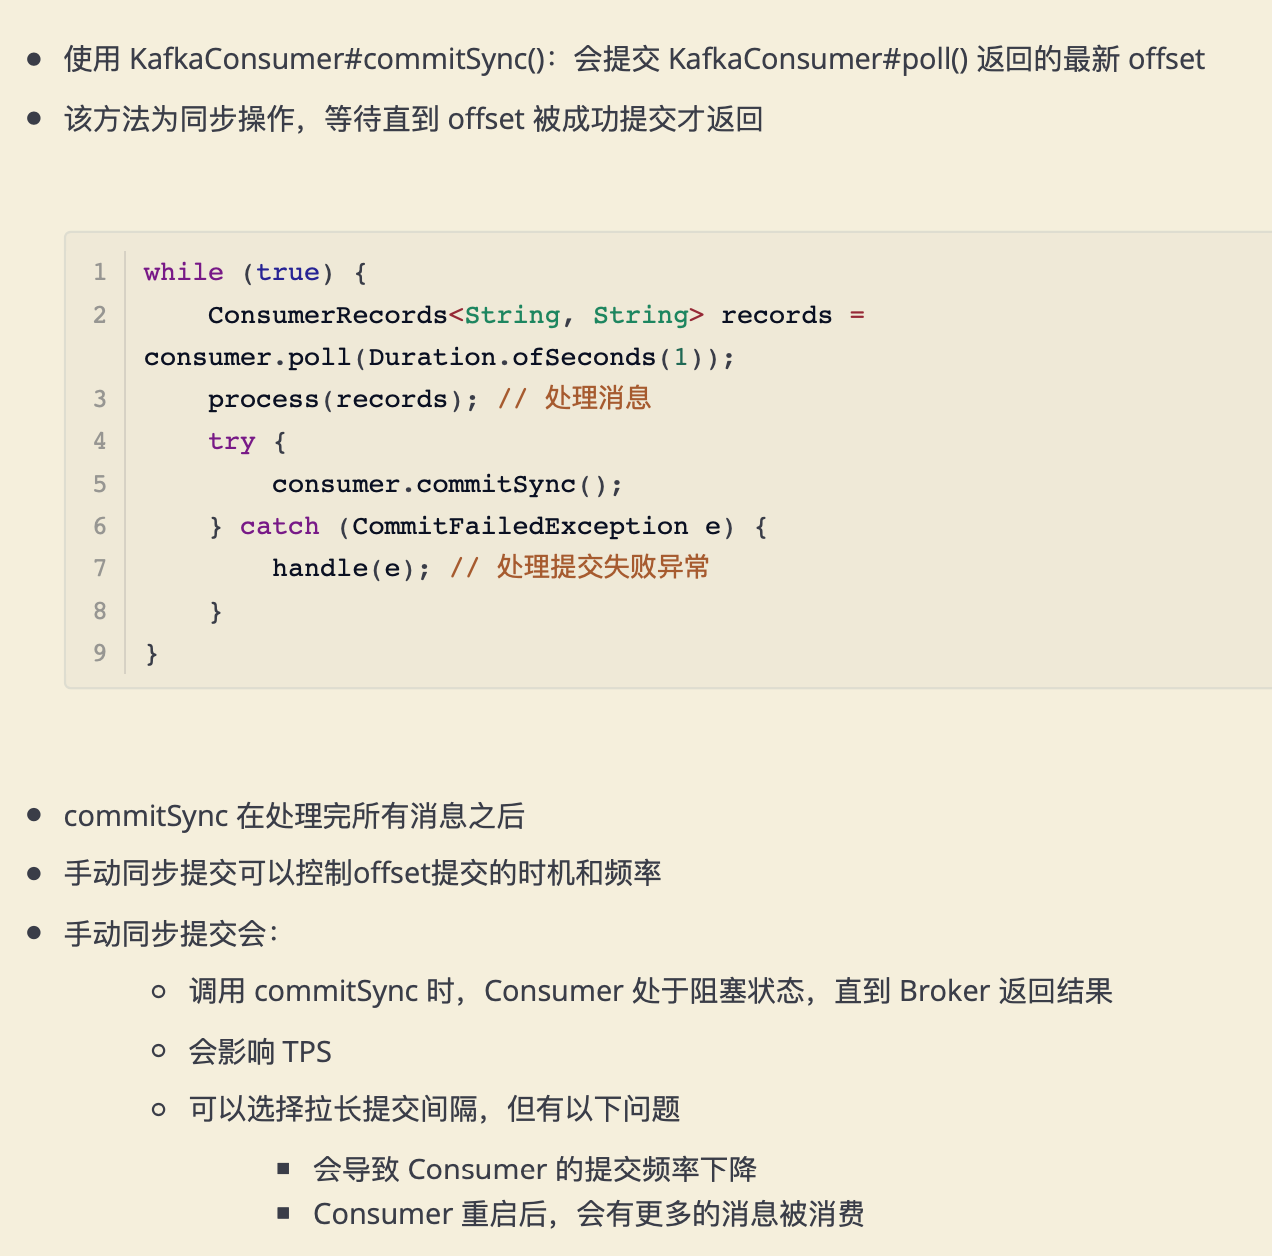 使用 KafkaConsumer#commitSync()：会提交 KafkaConsumer#poll() 返回的最新 offset
该方法为同步操作，等待直到 offset 被成功提交才返回
1 while (true) {
2     ConsumerRecords<String, String> records =
consumer.poll(Duration.ofSeconds(1));
3     process(records); // 处理消息
4     try {
5         consumer.commitSync();
6     } catch (CommitFailedException e) {
7         handle(e); // 处理提交失败异常
8     }
9 }
commitSync 在处理完所有消息之后
手动同步提交可以控制offset提交的时机和频率
手动同步提交会：
调用 commitSync 时，Consumer 处于阻塞状态，直到 Broker 返回结果
会影响 TPS
可以选择拉长提交间隔，但有以下问题
会导致 Consumer 的提交频率下降
Consumer 重启后，会有更多的消息被消费